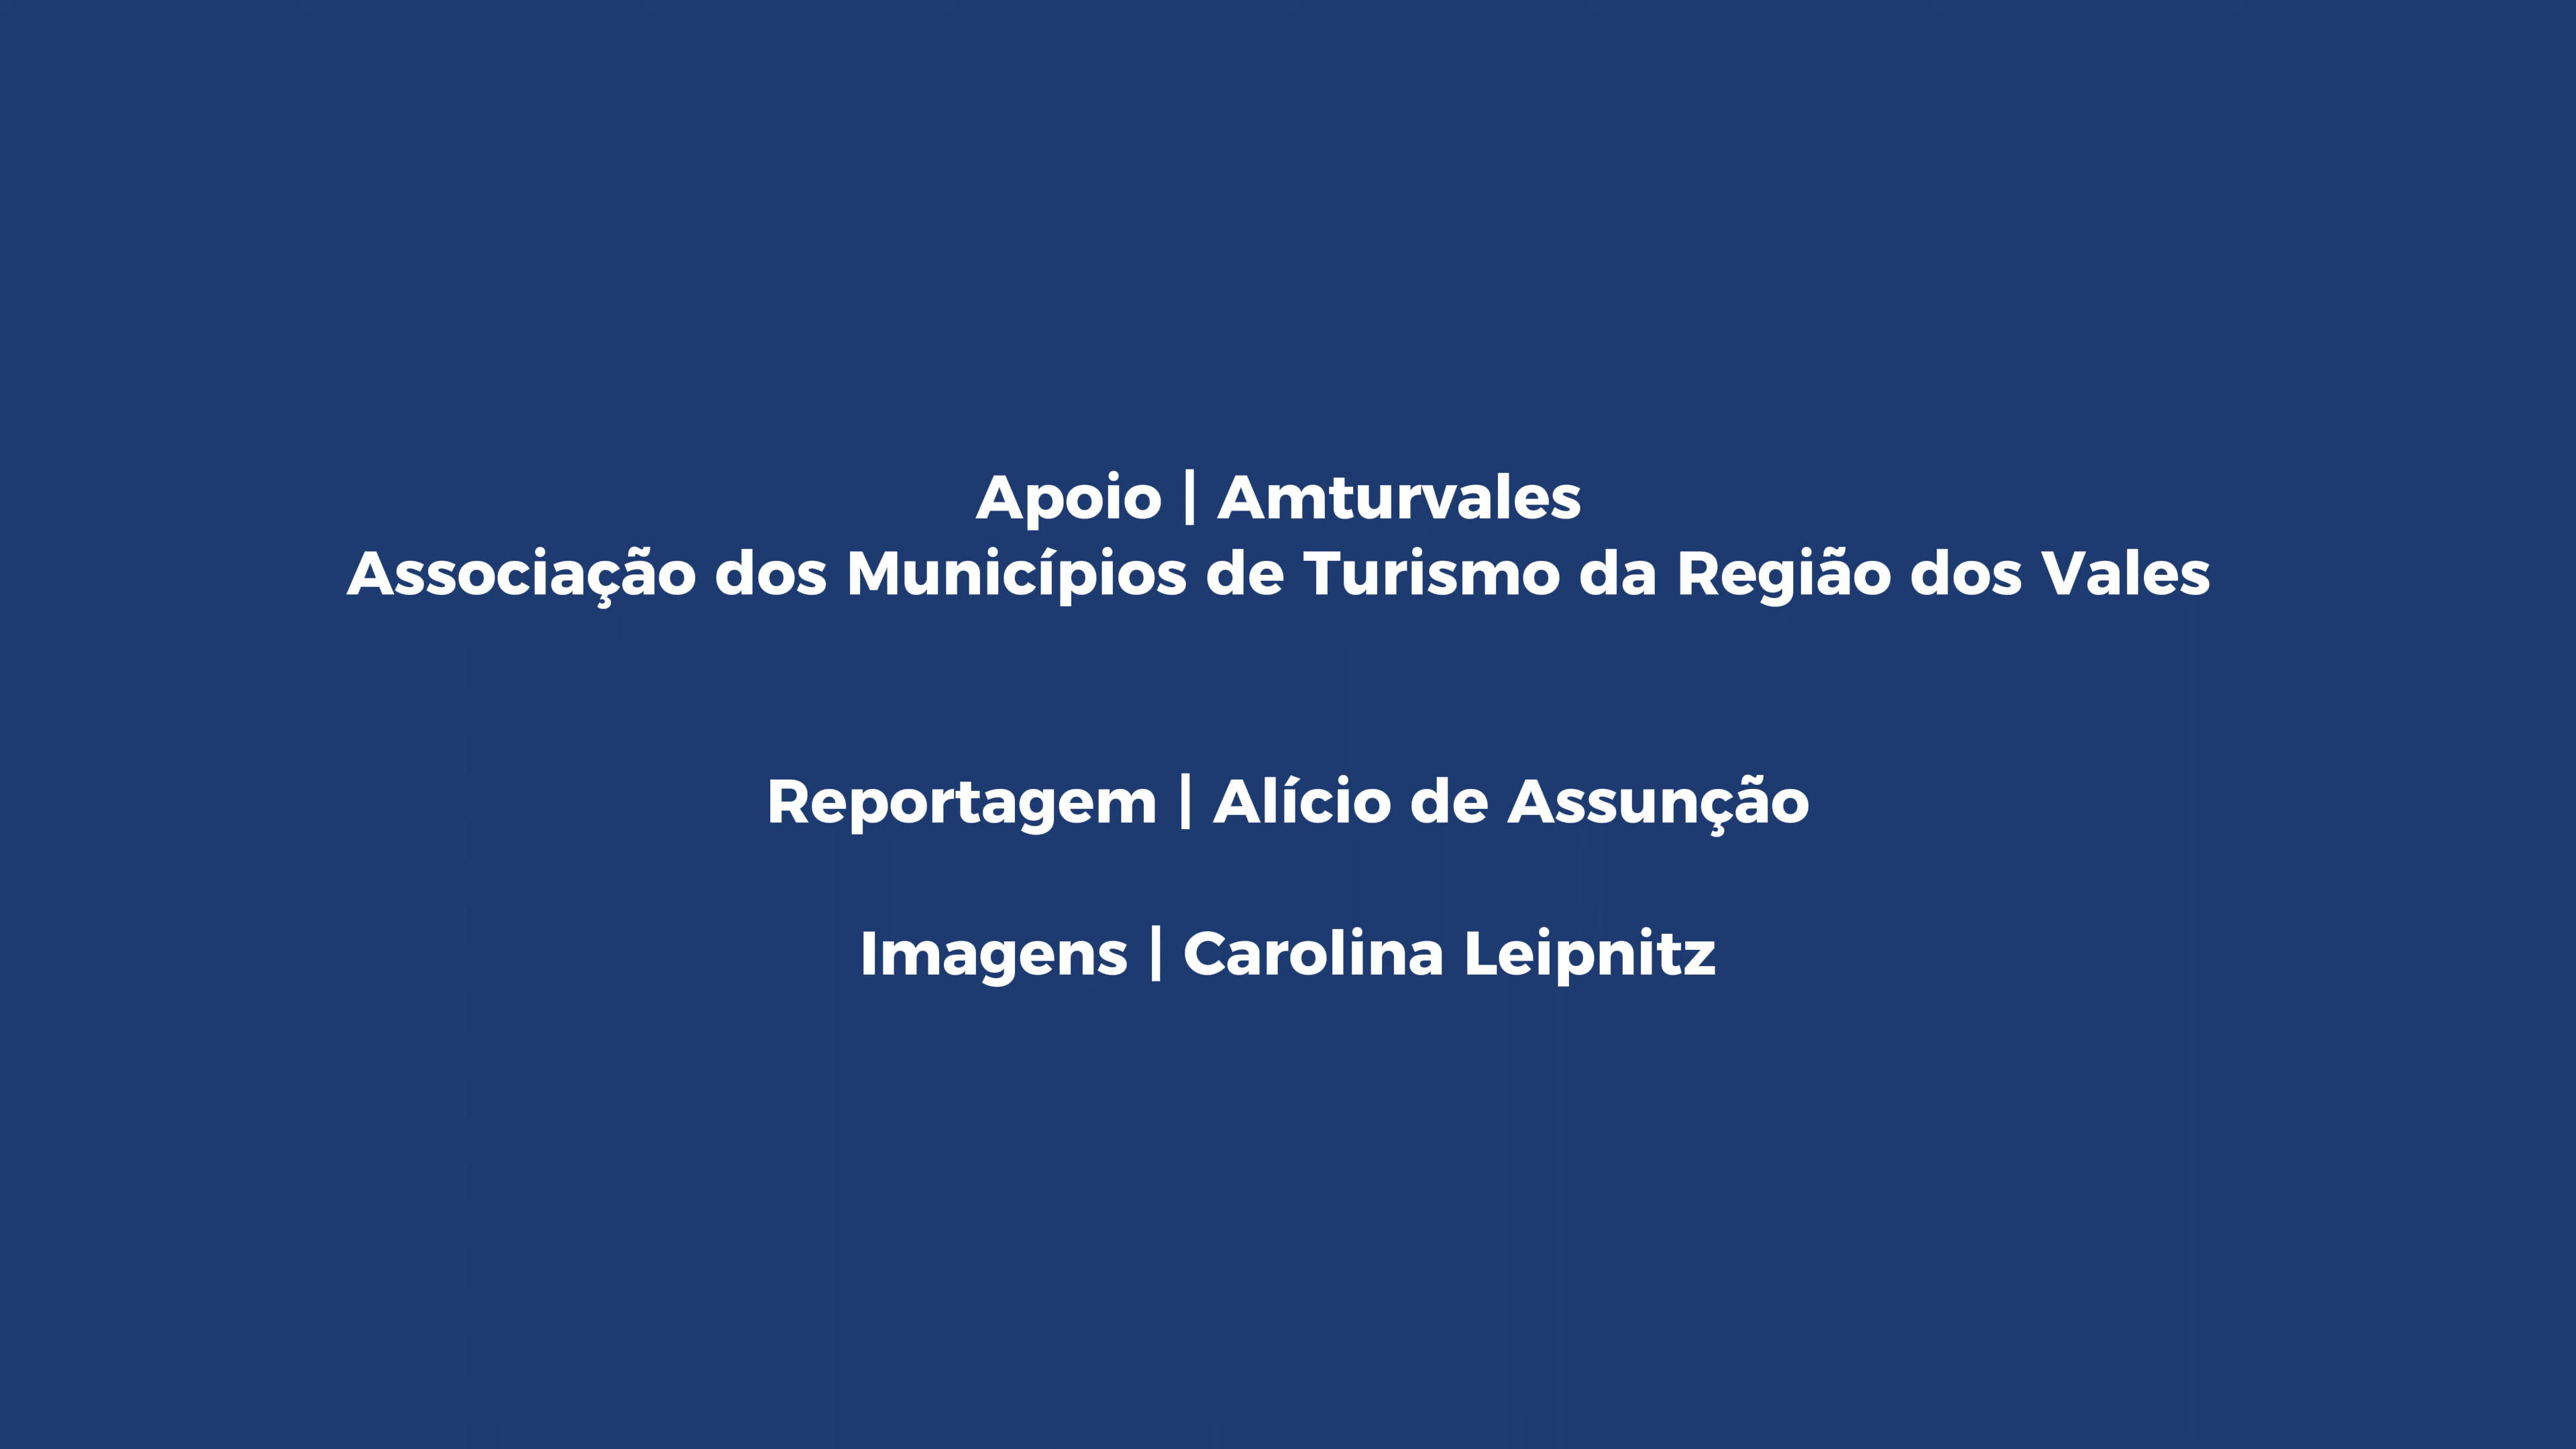 Apoio | Amturvales
Associação dos Municípios de Turismo da Região dos Vales
Reportagem | Alício de Assunção
Imagens | Carolina Leipnitz